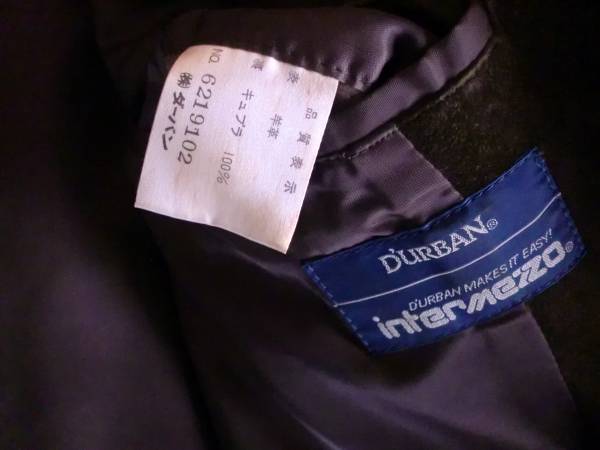 品質表示
表 牛革
裏 キュプラ 100%
NO. 6219102
㈱ダーバン
D'URBAN®
D'URBAN MAKES IT EASY!
intermezzo®